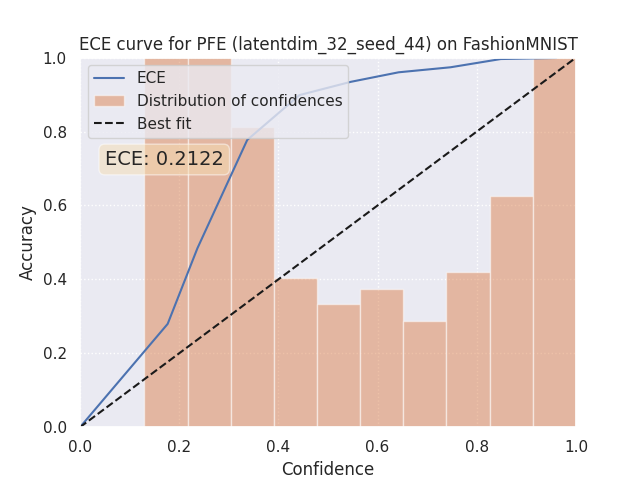 ECE curve for PFE (latentdim_32_seed_44) on FashionMNIST
ECE
Distribution of confidences
Best fit
ECE: 0.2122
Accuracy
1.0
0.8
0.6
0.4
0.2
0.0
0.0 0.2 0.4 0.6 0.8 1.0
Confidence